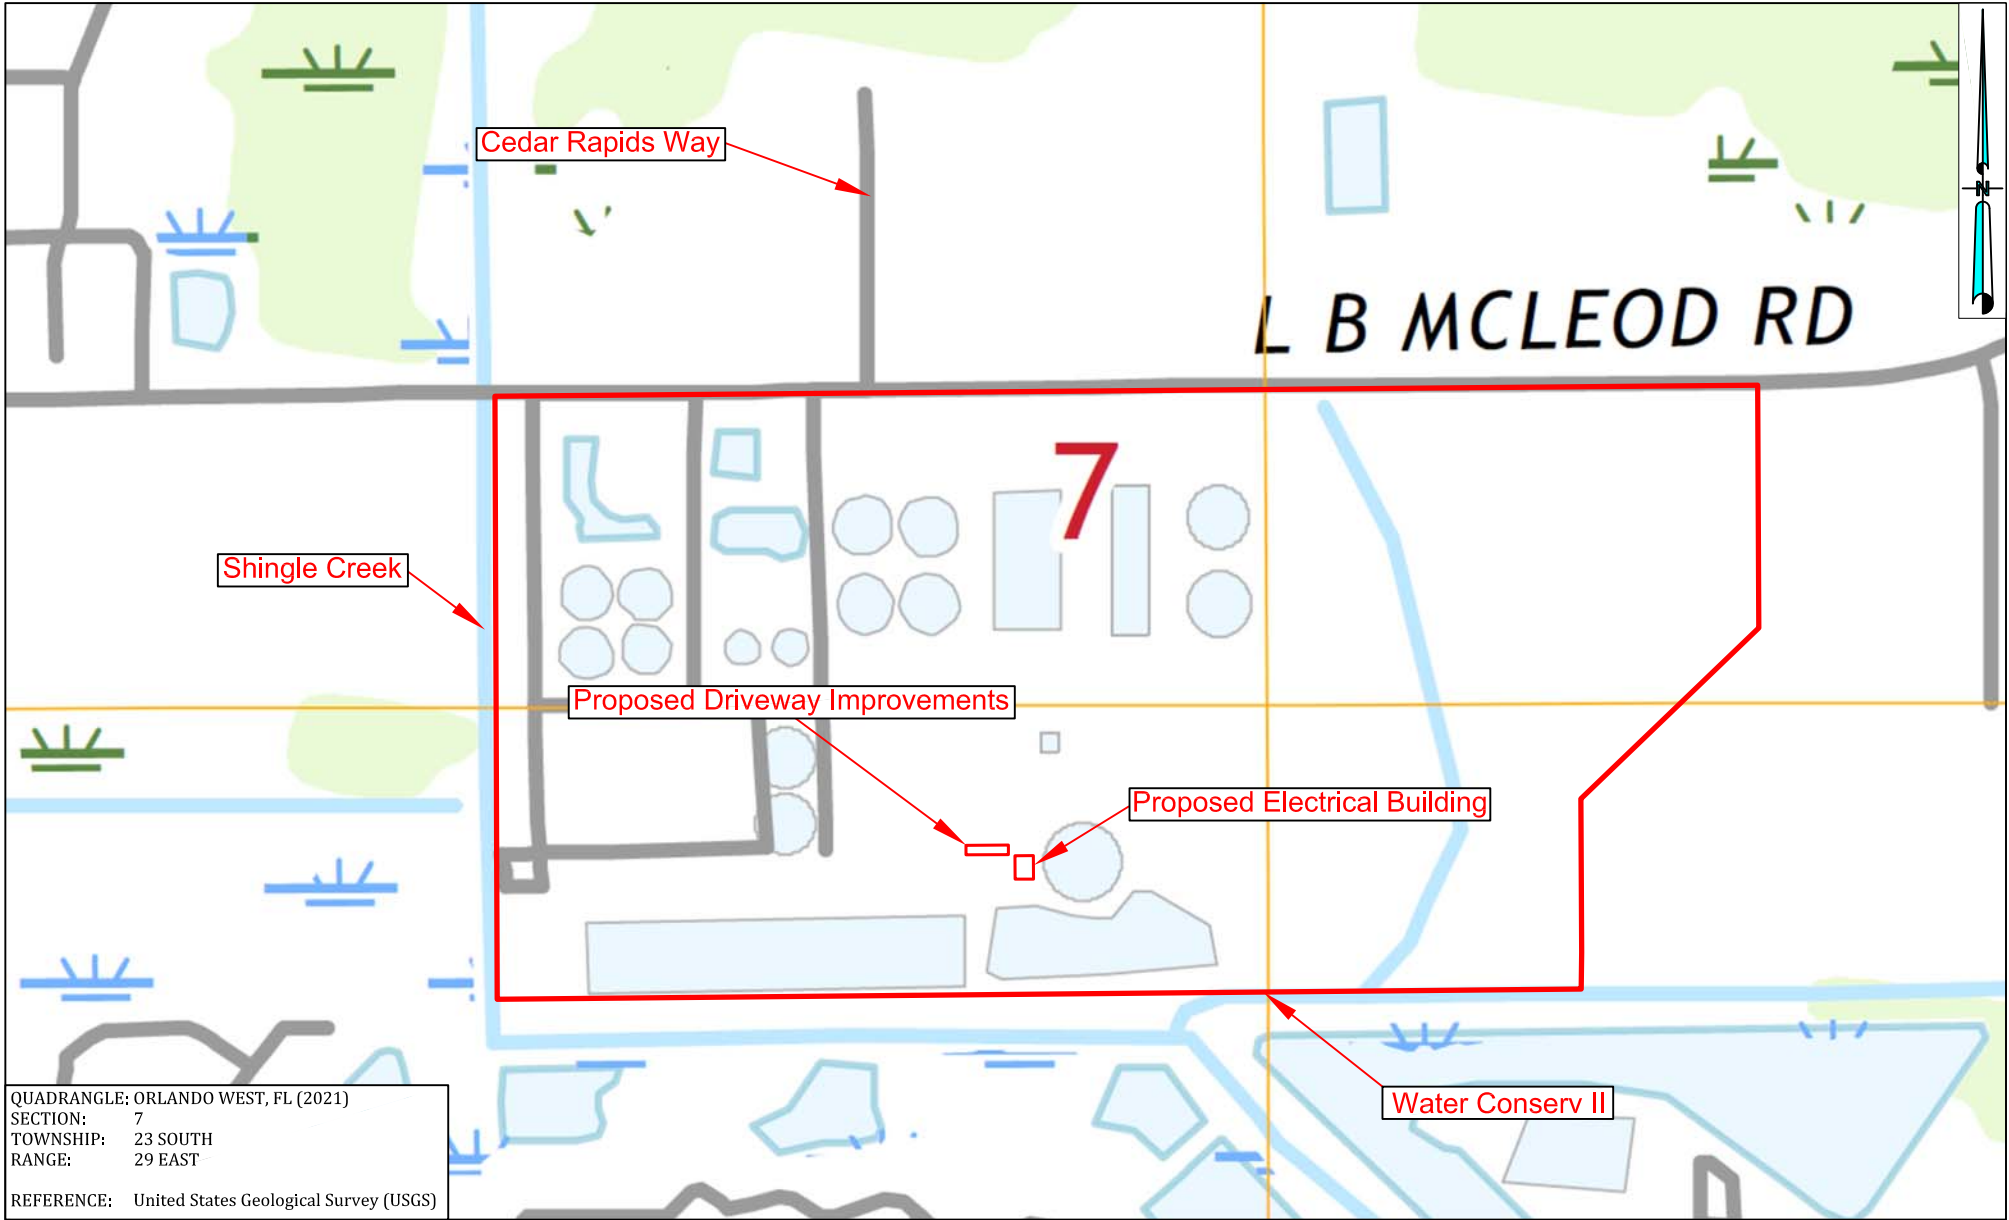 Cedar Rapids Way
N
L B MCLEOD RD
7
Shingle Creek
Proposed Driveway Improvements
Proposed Electrical Building
Water Conserv II
QUADRANGLE: ORLANDO WEST, FL (2021)
SECTION: 7
TOWNSHIP: 23 SOUTH
RANGE: 29 EAST
REFERENCE: United States Geological Survey (USGS)